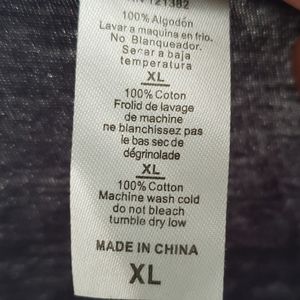 121382
100% Algodón
Lavar a maquina en frio.
No Blanqueador.
Secar a baja
temperatura
XL
100% Coton
Frolid de lavage
de machine
ne blanchissez pas
le bas sec de
dégrinolade
XL
100% Cotton
Machine wash cold
do not bleach
tumble dry low
MADE IN CHINA
XL